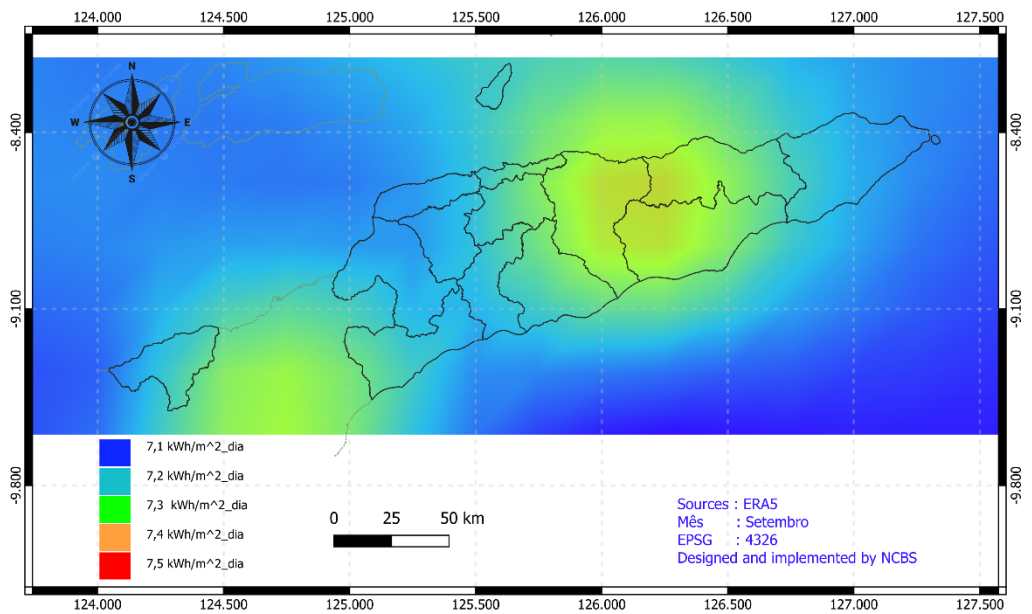 124.000 124.500 125.000 125.500 126.000 126.500 127.000 127.500
N
W E
S
-8.400 -8.400
-9.100 -9.100
-9.800 -9.800
7,1 kWh/m^2_dia
7,2 kWh/m^2_dia
7,3 kWh/m^2_dia
7,4 kWh/m^2_dia
7,5 kWh/m^2_dia
0 25 50 km
Sources : ERA5
Mês : Setembro
EPSG : 4326
Designed and implemented by NCBS
124.000 124.500 125.000 125.500 126.000 126.500 127.000 127.500